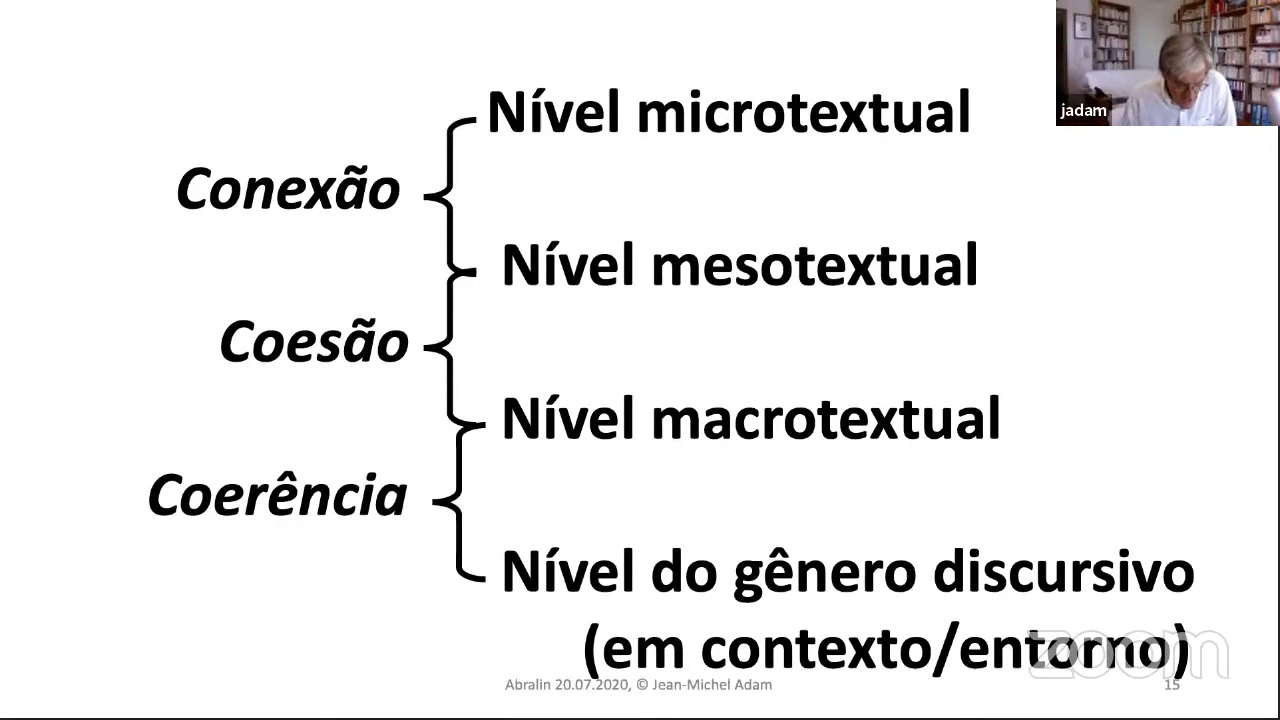 jadam
Nível microtextual
Conexão
Nível mesotextual
Coesão
Nível macrotextual
Coerência
Nível do gênero discursivo
(em contexto/entorno)
zoom
Abralin 20.07.2020, © Jean-Michel Adam
15